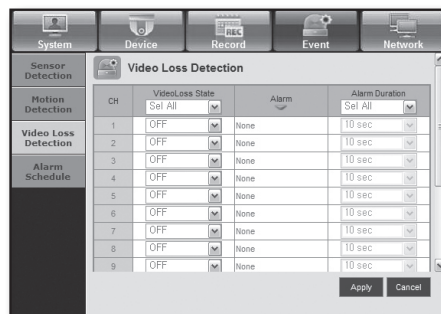 System Device Record Event Network
REC
Sensor
Detection
Motion
Detection
Video Loss
Detection
Alarm
Schedule
Video Loss Detection
CH VideoLoss State Alarm Alarm Duration
Sel All Sel All
1 OFF None 10 sec
2 OFF None 10 sec
3 OFF None 10 sec
4 OFF None 10 sec
5 OFF None 10 sec
6 OFF None 10 sec
7 OFF None 10 sec
8 OFF None 10 sec
9 OFF None 10 sec
Apply Cancel